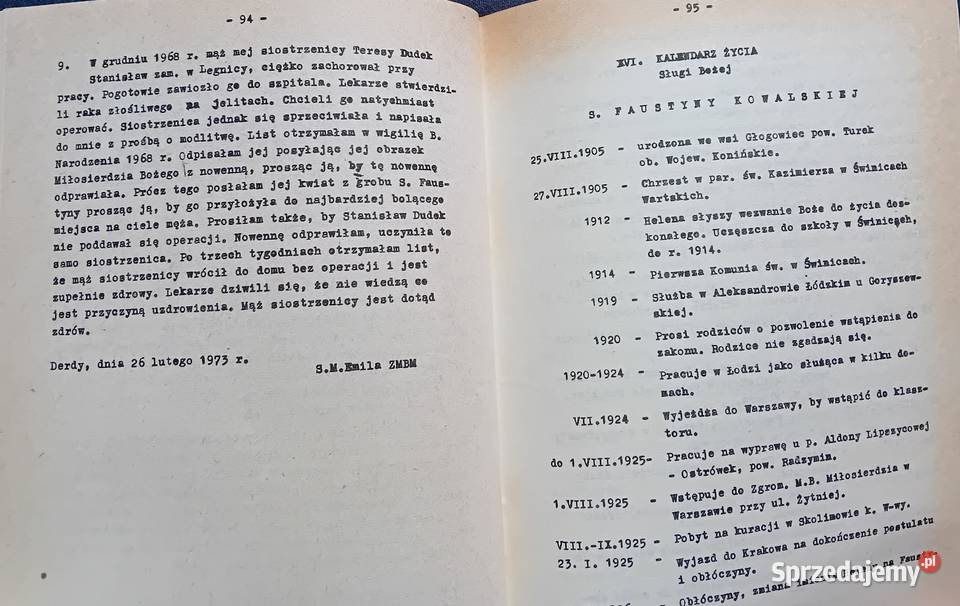 - 94 -
9. W grudniu 1968 r. mąż mej siostrzenicy Teresy Dudek
Stanisław zam. w Legnicy, ciężko zachorował przy
pracy. Pogotowie zawiozło go do szpitala. Lekarze stwierdzi-
li raka złośliwego na jelitach. Chcieli go natychmiast
operować. Siostrzenica jednak się sprzeciwiała i napisała
do mnie z prośbą o modlitwę. List otrzymałam w wigilię B.
Narodzenia 1968 r. Odpisałam jej posyłając jej obrazek
Miłosierdzia Bożego z nowenną, prosząc ją, by tę nowennę
odprawiła. Prócz tego posłałam jej kwiat z grobu S. Faus-
tyny prosząc ją, by go przyłożyła do najbardziej bolącego
miejsca na ciele męża. Prosiłam także, by Stanisław Dudek
nie poddawał się operacji. Nowennę odprawiłam, uczyniła to
samo siostrzenica. Po trzech tygodniach otrzymałam list,
że mąż siostrzenicy wrócił do domu bez operacji i jest
zupełnie zdrowy. Lekarze dziwili się, że nie wiedzą co
jest przyczyną uzdrowienia. Mąż siostrzenicy jest dotąd
zdrów.
Derdy, dnia 26 lutego 1973 r.
S.M.Emila ZMBM
- 95 -
XVI. KALENDARZ ŻYCIA
Sługi Bożej
S. FAUSTYNY KOWALSKIEJ
25.VIII.1905 - urodzona we wsi Głogowiec pow. Turek
ob. Wojew. Konińskie.
27.VIII.1905 - Chrzest w par. św. Kazimierza w Świnicach
Wartskich.
1912 - Helena słyszy wezwanie Boże do życia dos-
konałego. Uczęszcza do szkoły w Świnicach,
do r. 1914.
1914 - Pierwsza Komunia św. w Świnicach.
1919 - Służba w Aleksandrowie Łódzkim u Goryszew-
skiej.
1920 - Prosi rodziców o pozwolenie wstąpienia do
zakonu. Rodzice nie zgadzają się.
1920-1924 - Pracuje w Łodzi jako służąca w kilku do-
mach.
VII.1924 - Wyjeżdża do Warszawy, by wstąpić do klasz-
toru.
do 1.VIII.1925- Pracuje na wyprawę u p. Aldony Lipszycowej
- Ostrówek, pow. Radzymin.
1.VIII.1925 - Wstępuje do Zgrom. M.B. Miłosierdzia w
Warszawie przy ul. Żytniej.
VIII.-IX.1925 - Pobyt na kuracji w Skolimowie k. W-wy.
23. I. 1925 - Wyjazd do Krakowa na dokończenie postulatu
i obłóczyny.
- Obłóczyny, zmiana
Sprzedajemy.pl